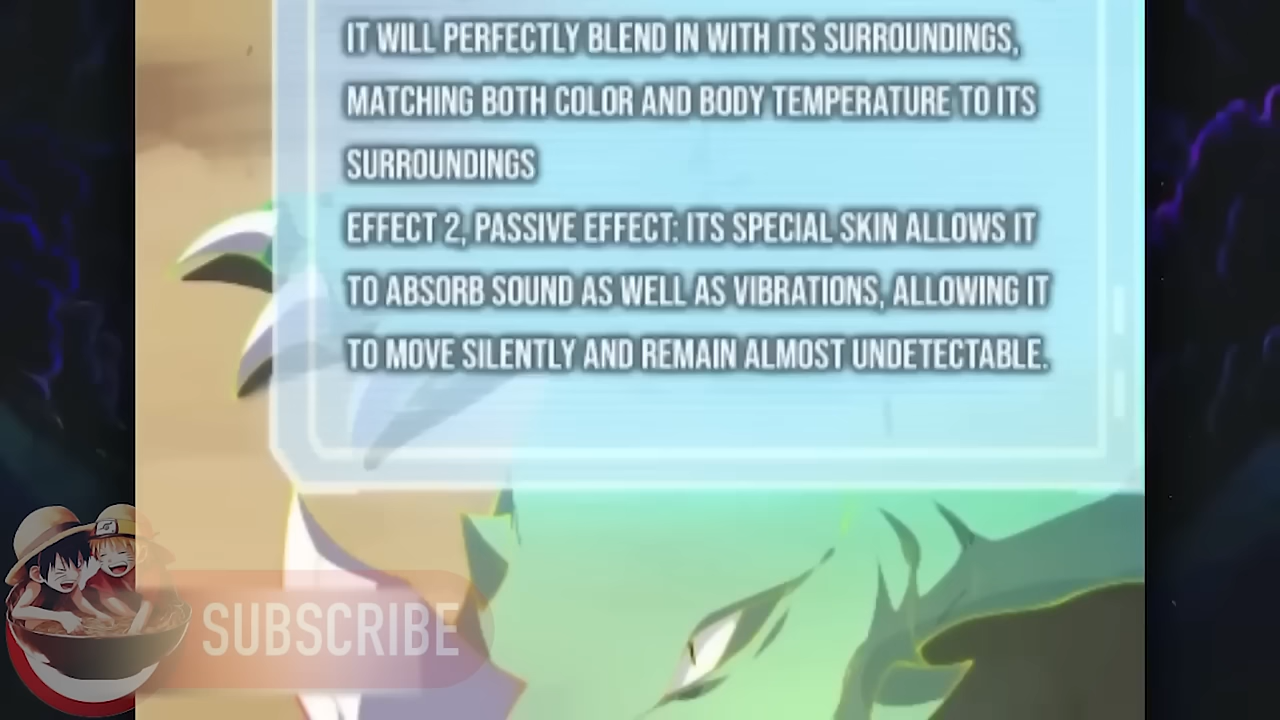 IT WILL PERFECTLY BLEND IN WITH ITS SURROUNDINGS,
MATCHING BOTH COLOR AND BODY TEMPERATURE TO ITS
SURROUNDINGS
EFFECT 2, PASSIVE EFFECT: ITS SPECIAL SKIN ALLOWS IT
TO ABSORB SOUND AS WELL AS VIBRATIONS, ALLOWING IT
TO MOVE SILENTLY AND REMAIN ALMOST UNDETECTABLE.
SUBSCRIBE